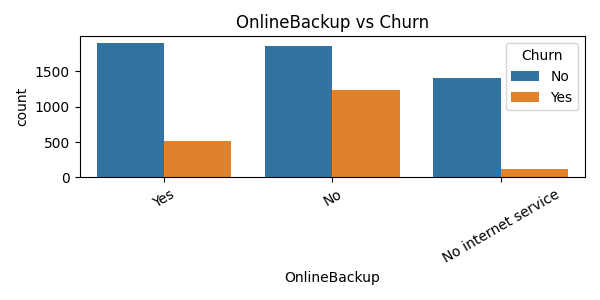 OnlineBackup vs Churn
count
1500
1000
500
0
Churn
No
Yes
Yes
No
No internet service
OnlineBackup